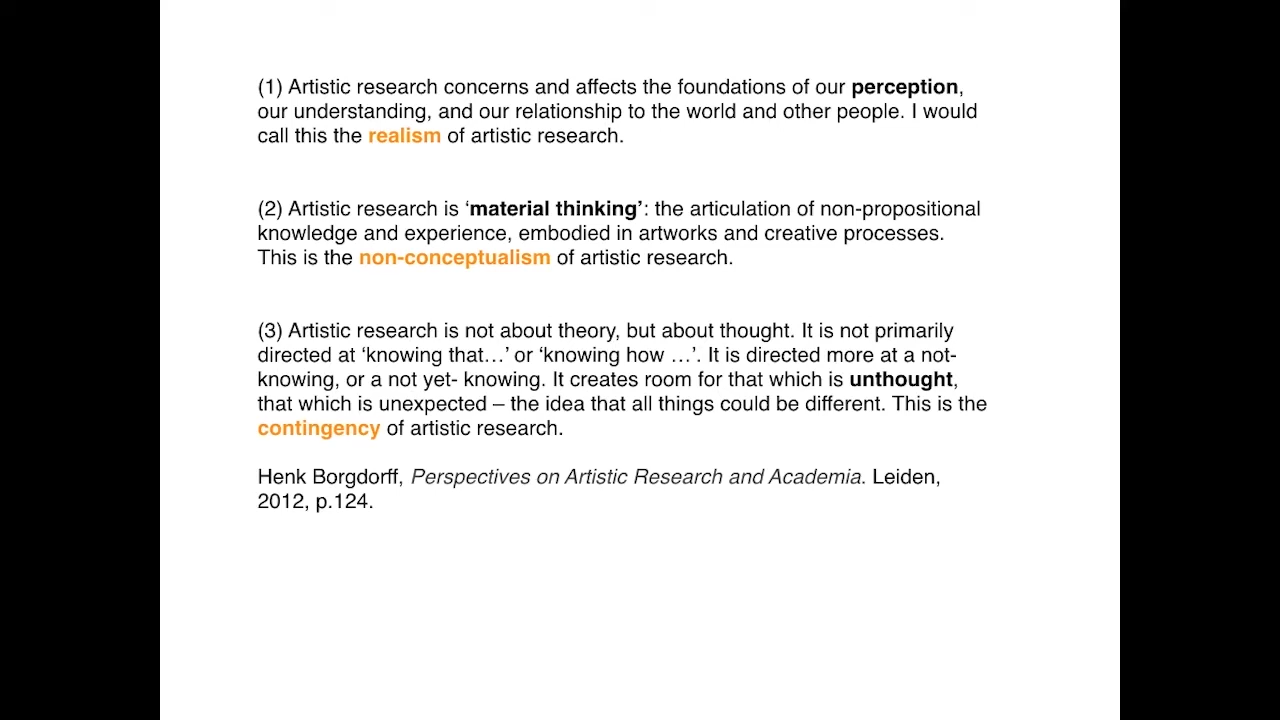 (1) Artistic research concerns and affects the foundations of our perception,
our understanding, and our relationship to the world and other people. I would
call this the realism of artistic research.
(2) Artistic research is ‘material thinking’: the articulation of non-propositional
knowledge and experience, embodied in artworks and creative processes.
This is the non-conceptualism of artistic research.
(3) Artistic research is not about theory, but about thought. It is not primarily
directed at ‘knowing that…’ or ‘knowing how …’. It is directed more at a not-
knowing, or a not yet- knowing. It creates room for that which is unthought,
that which is unexpected – the idea that all things could be different. This is the
contingency of artistic research.
Henk Borgdorff, Perspectives on Artistic Research and Academia. Leiden,
2012, p.124.